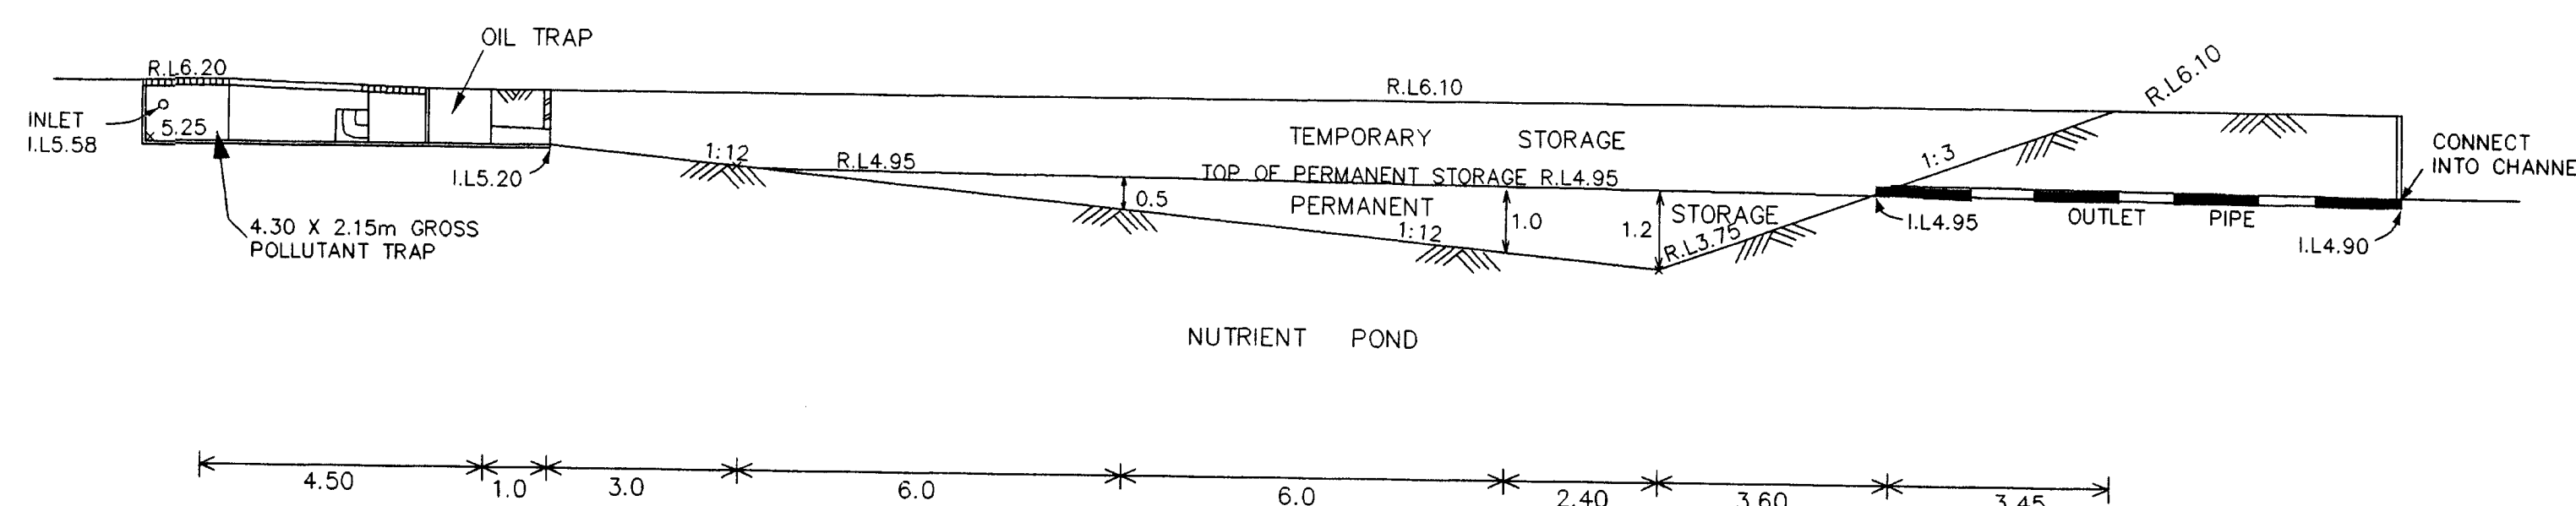 OIL TRAP
R.L6.20
R.L6.10
R.L6.10
INLET
I.L5.58
5.25
TEMPORARY STORAGE
1:12
R.L4.95
TOP OF PERMANENT STORAGE R.L4.95
1:3
CONNECT
INTO CHANNE
I.L5.20
0.5
PERMANENT STORAGE
1.0
1.2
1:12
R.L3.75
I.L4.95
OUTLET PIPE
I.L4.90
4.30 X 2.15m GROSS
POLLUTANT TRAP
NUTRIENT POND
4.50
1.0
3.0
6.0
6.0
2.40
3.60
3.45